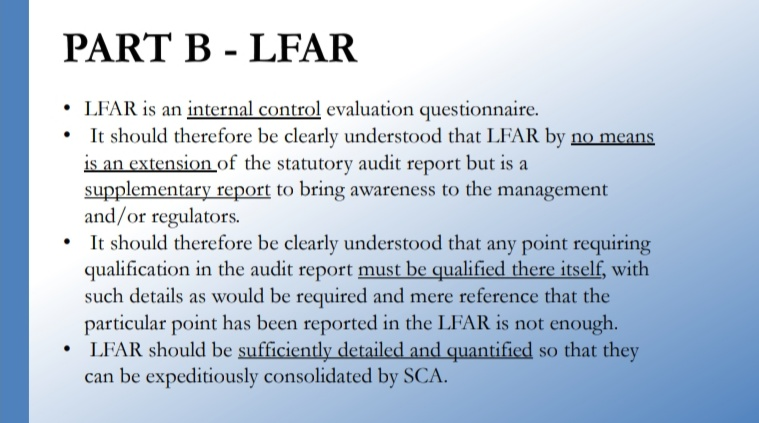 PART B - LFAR
• LFAR is an internal control evaluation questionnaire.
• It should therefore be clearly understood that LFAR by no means
is an extension of the statutory audit report but is a
supplementary report to bring awareness to the management
and/or regulators.
• It should therefore be clearly understood that any point requiring
qualification in the audit report must be qualified there itself, with
such details as would be required and mere reference that the
particular point has been reported in the LFAR is not enough.
• LFAR should be sufficiently detailed and quantified so that they
can be expeditiously consolidated by SCA.